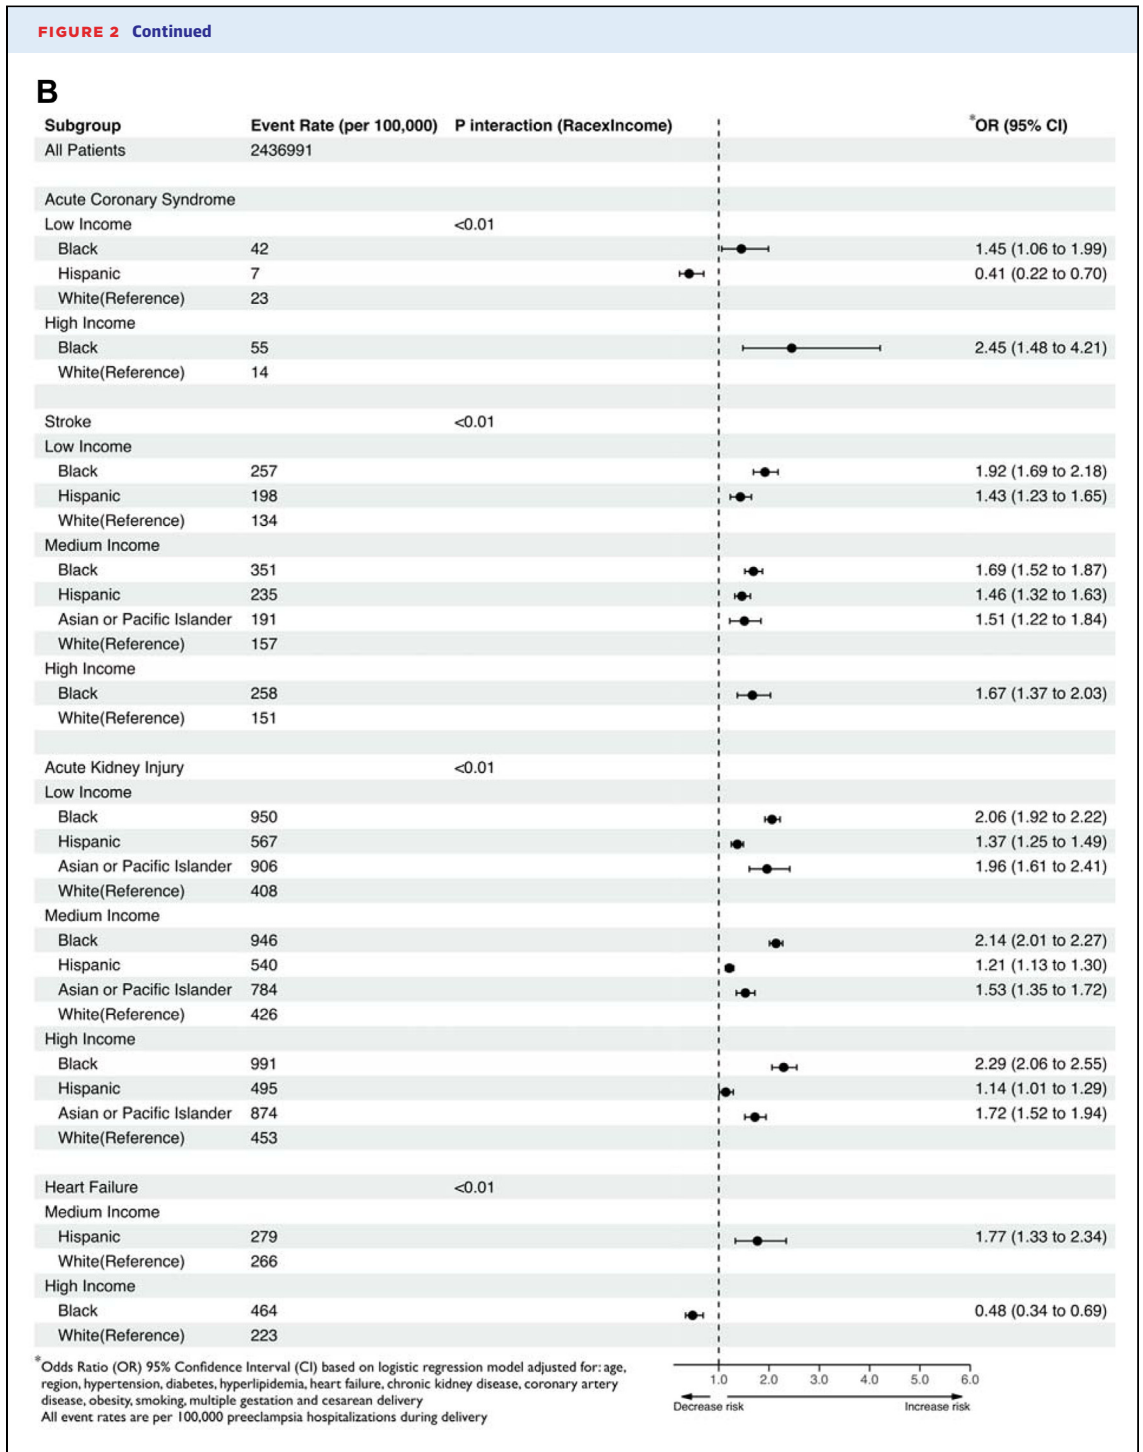 FIGURE 2 Continued
B
Subgroup Event Rate (per 100,000) P interaction (RacexIncome) *OR (95% CI)
All Patients 2436991
Acute Coronary Syndrome
Low Income <0.01
Black 42 1.45 (1.06 to 1.99)
Hispanic 7 0.41 (0.22 to 0.70)
White(Reference) 23
High Income
Black 55 2.45 (1.48 to 4.21)
White(Reference) 14
Stroke <0.01
Low Income
Black 257 1.92 (1.69 to 2.18)
Hispanic 198 1.43 (1.23 to 1.65)
White(Reference) 134
Medium Income
Black 351 1.69 (1.52 to 1.87)
Hispanic 235 1.46 (1.32 to 1.63)
Asian or Pacific Islander 191 1.51 (1.22 to 1.84)
White(Reference) 157
High Income
Black 258 1.67 (1.37 to 2.03)
White(Reference) 151
Acute Kidney Injury <0.01
Low Income
Black 950 2.06 (1.92 to 2.22)
Hispanic 567 1.37 (1.25 to 1.49)
Asian or Pacific Islander 906 1.96 (1.61 to 2.41)
White(Reference) 408
Medium Income
Black 946 2.14 (2.01 to 2.27)
Hispanic 540 1.21 (1.13 to 1.30)
Asian or Pacific Islander 784 1.53 (1.35 to 1.72)
White(Reference) 426
High Income
Black 991 2.29 (2.06 to 2.55)
Hispanic 495 1.14 (1.01 to 1.29)
Asian or Pacific Islander 874 1.72 (1.52 to 1.94)
White(Reference) 453
Heart Failure <0.01
Medium Income
Hispanic 279 1.77 (1.33 to 2.34)
White(Reference) 266
High Income
Black 464 0.48 (0.34 to 0.69)
White(Reference) 223
*Odds Ratio (OR) 95% Confidence Interval (CI) based on logistic regression model adjusted for: age,
region, hypertension, diabetes, hyperlipidemia, heart failure, chronic kidney disease, coronary artery
disease, obesity, smoking, multiple gestation and cesarean delivery
All event rates are per 100,000 preeclampsia hospitalizations during delivery
1.0 2.0 3.0 4.0 5.0 6.0
Decrease risk Increase risk